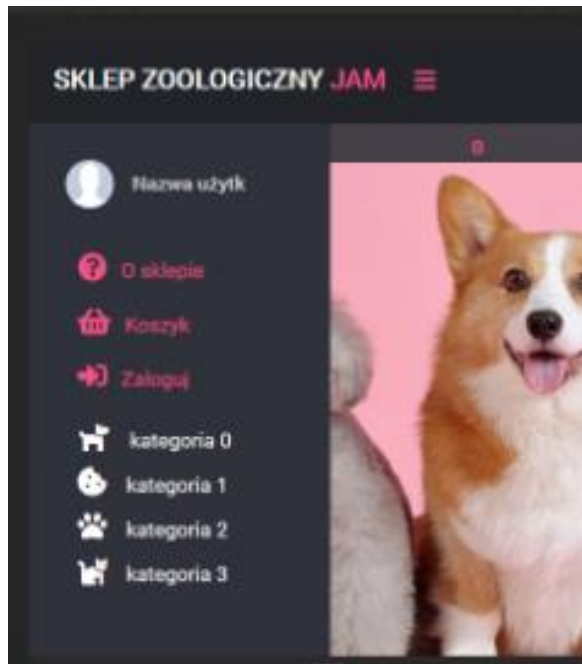 SKLEP ZOOLOGICZNY JAM
Nazwa użytk
O sklepie
Koszyk
Zaloguj
kategoria 0
kategoria 1
kategoria 2
kategoria 3